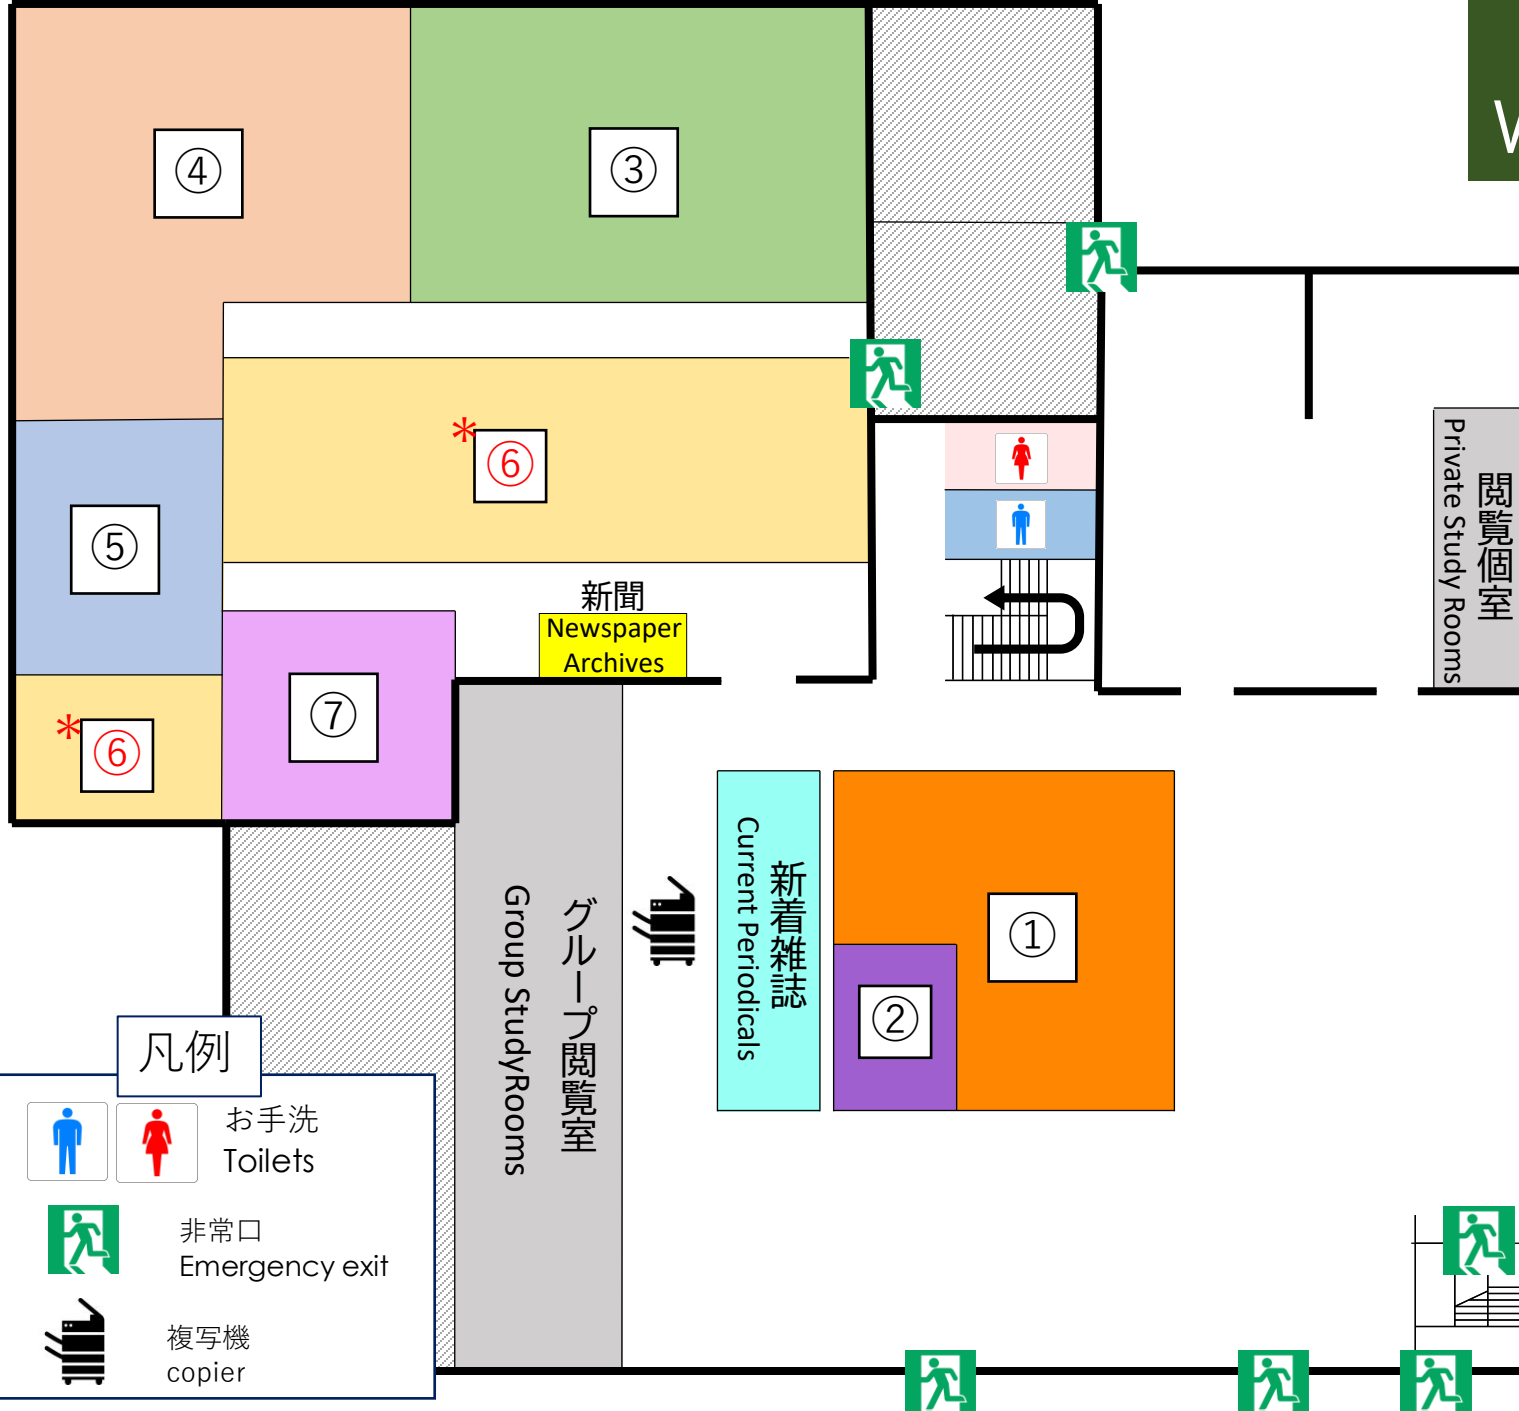 W
④
③
*
⑥
⑤
新聞
Newspaper
Archives
閲覧個室
Private Study Rooms
*
⑥
⑦
グループ閲覧室
Group StudyRooms
新着雑誌
Current Periodicals
①
②
凡例
お手洗
Toilets
非常口
Emergency exit
複写機
copier